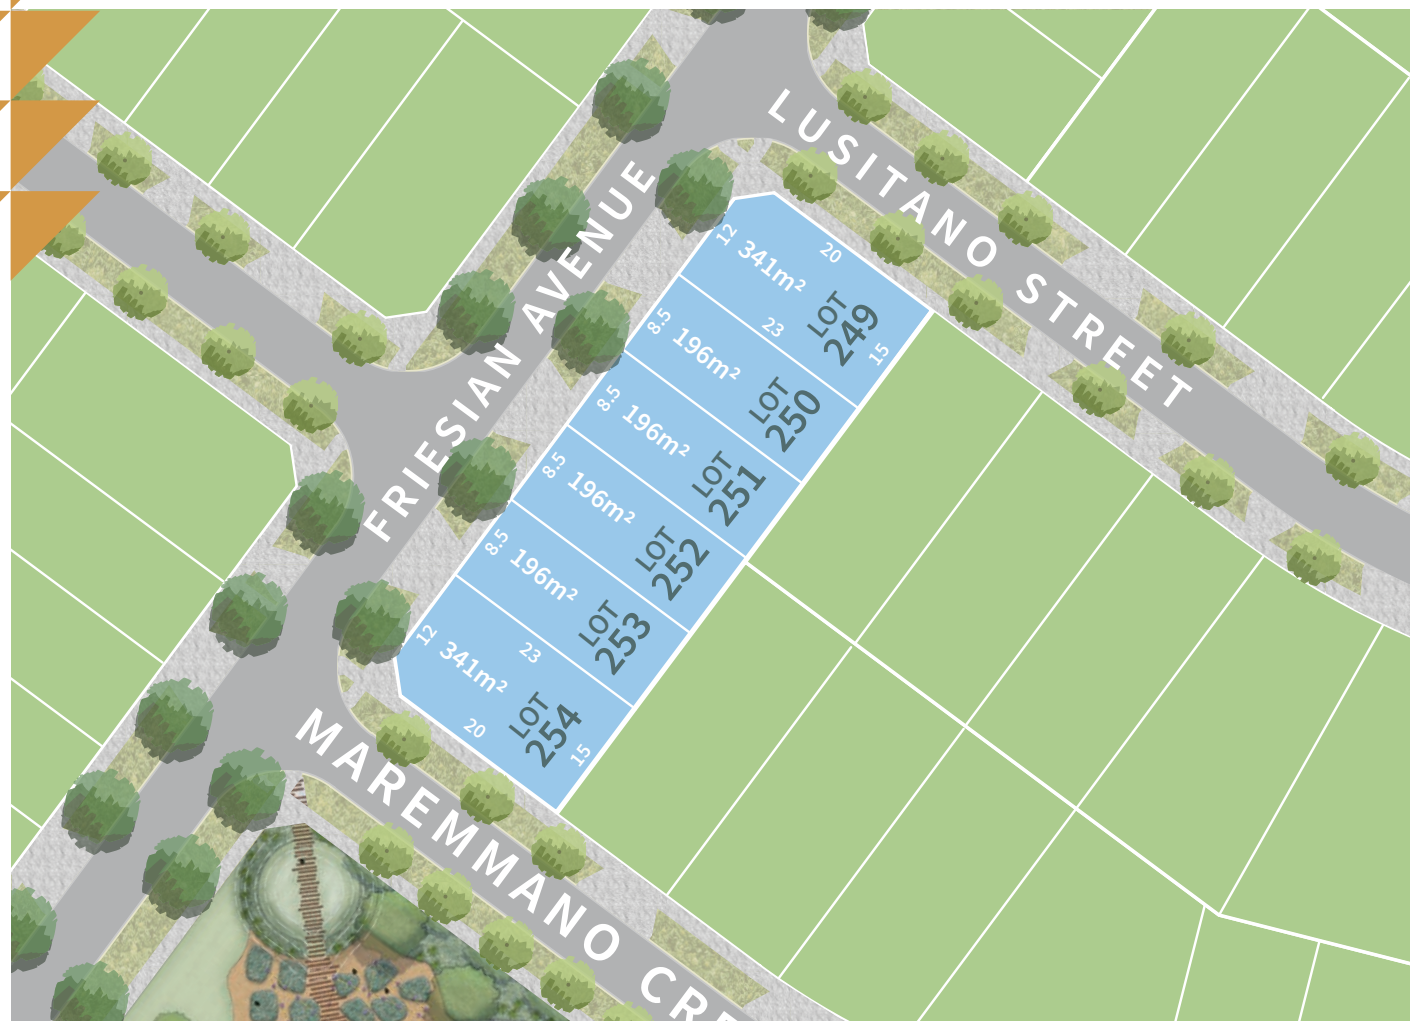 LUSITANO STREET
FRIESIAN AVENUE
12
341m²
20
LOT
249
15
23
8.5
196m²
LOT
250
8.5
196m²
LOT
251
8.5
196m²
LOT
252
8.5
196m²
LOT
253
12
341m²
23
LOT
254
20
15
MAREMMANO CRE